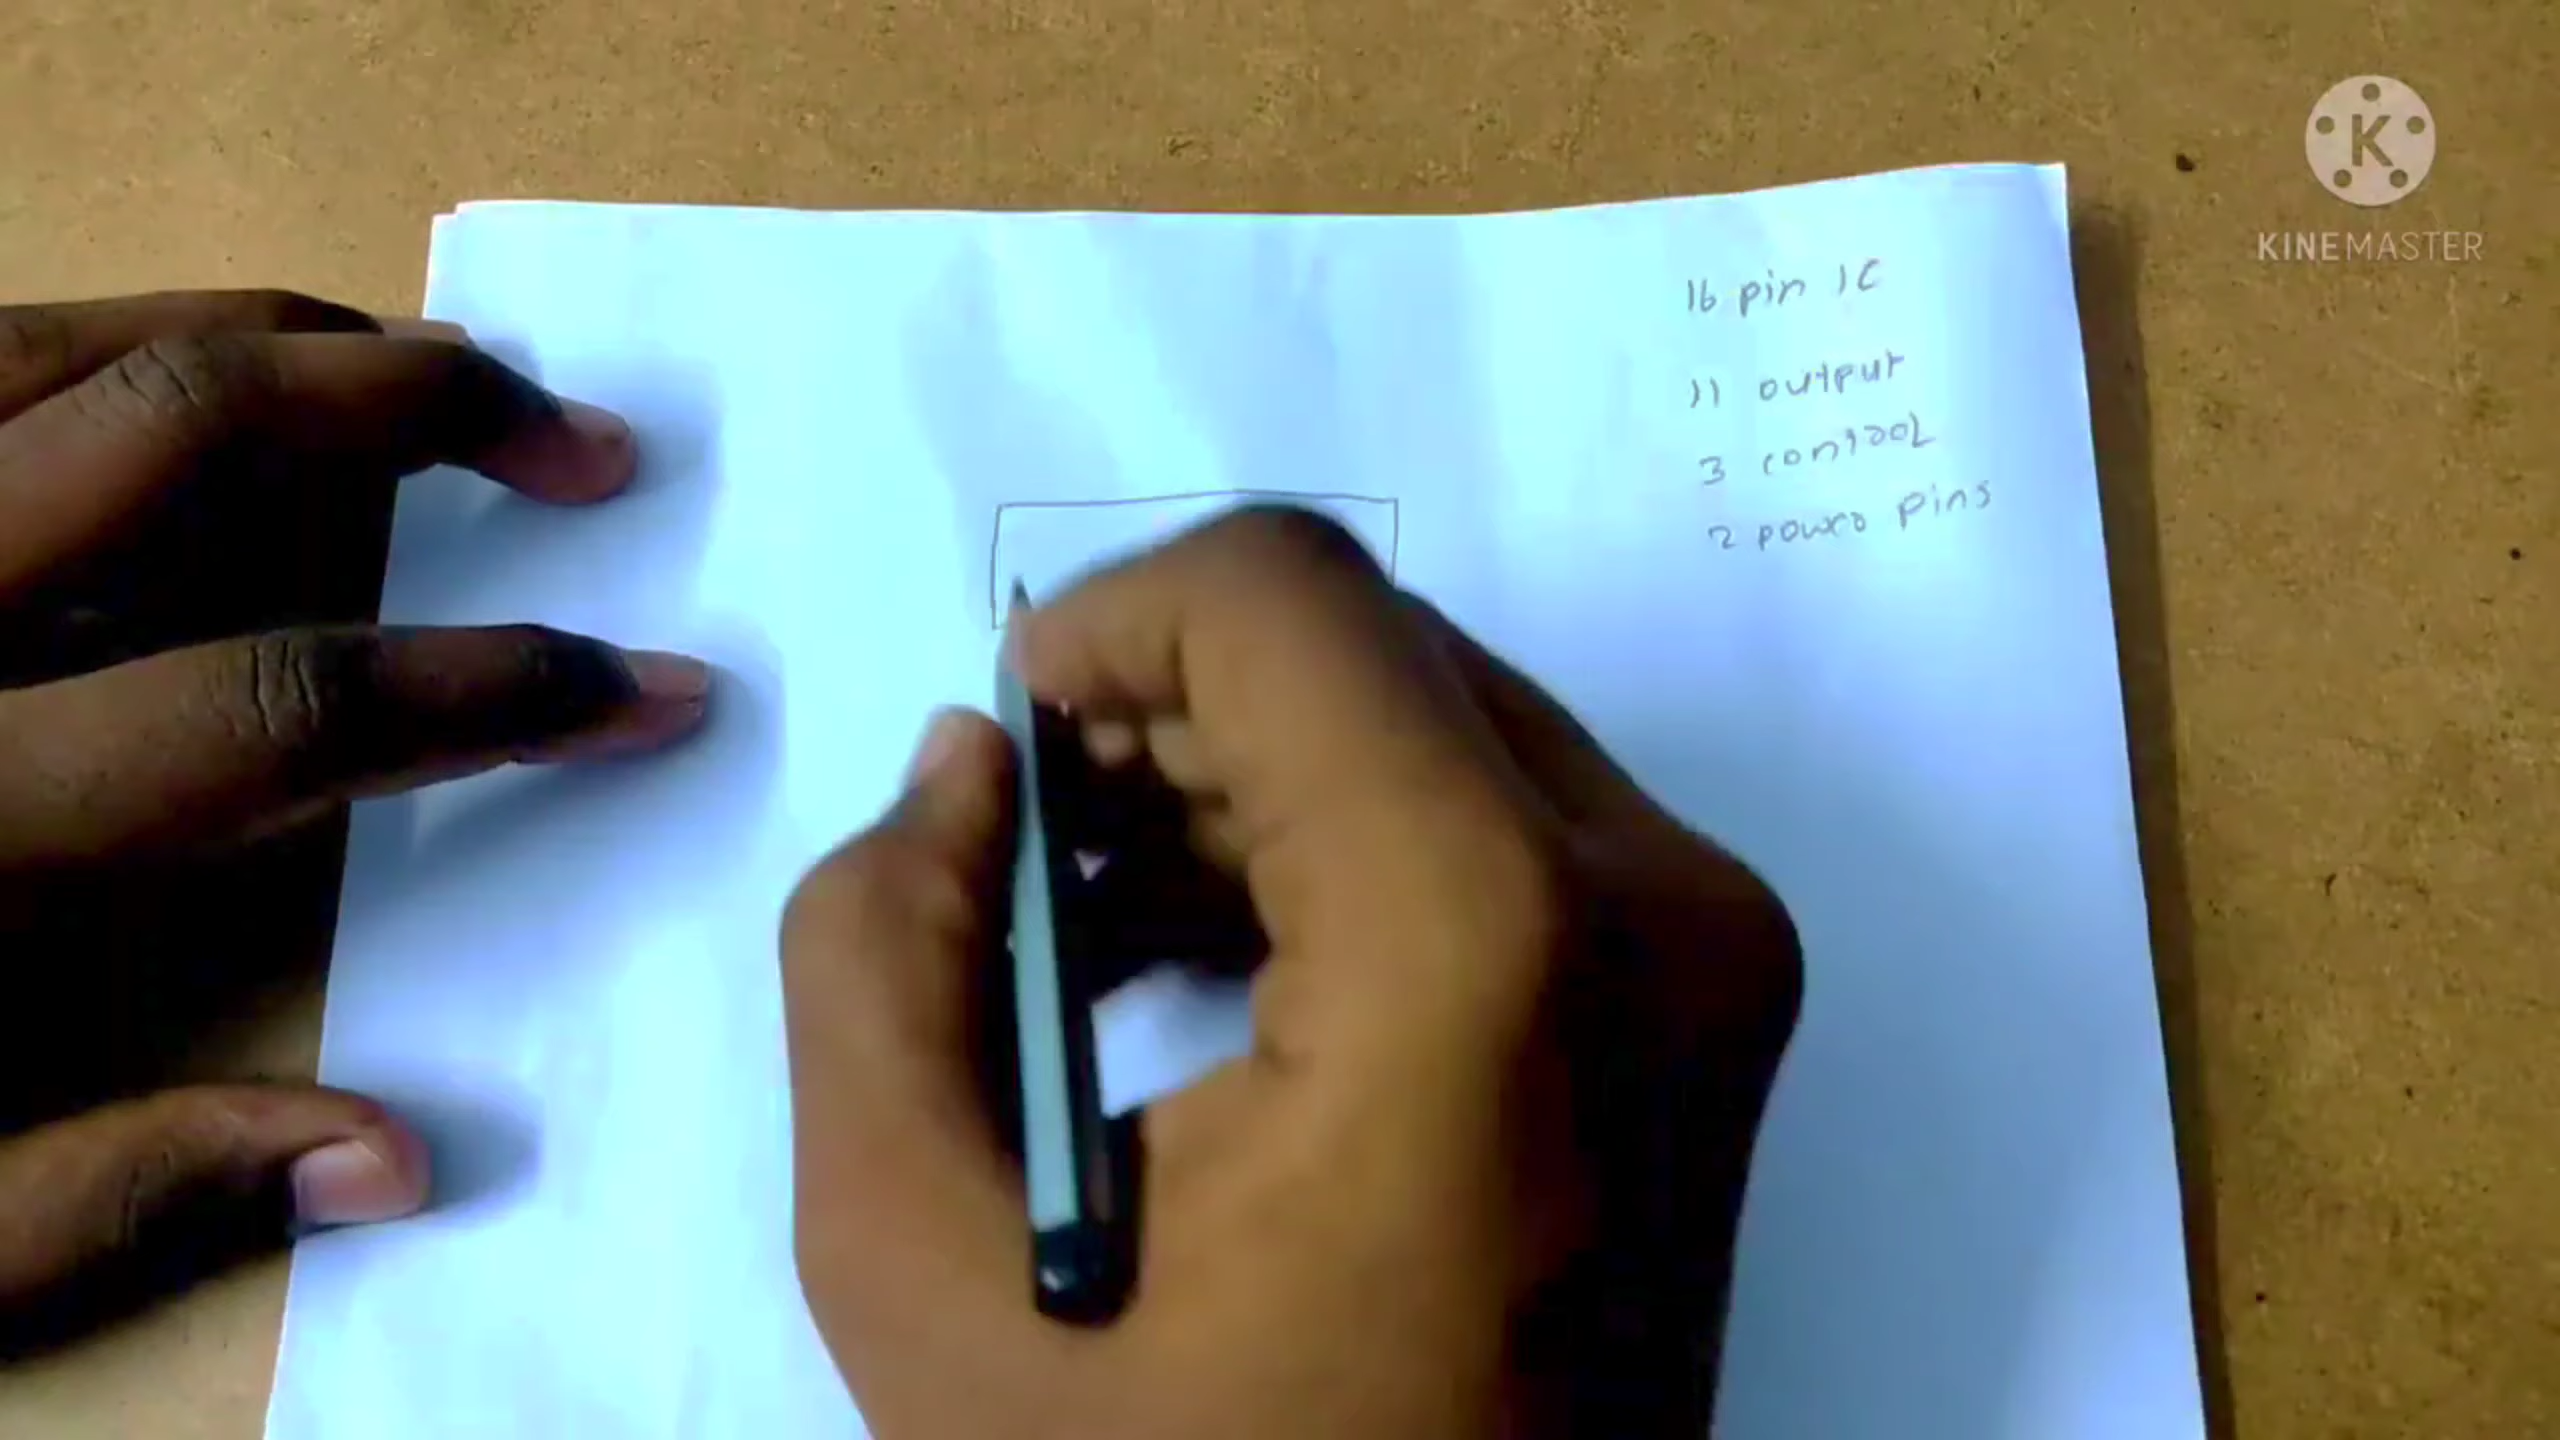 K
KINEMASTER
16 pin IC
11 output
3 control
2 power pins